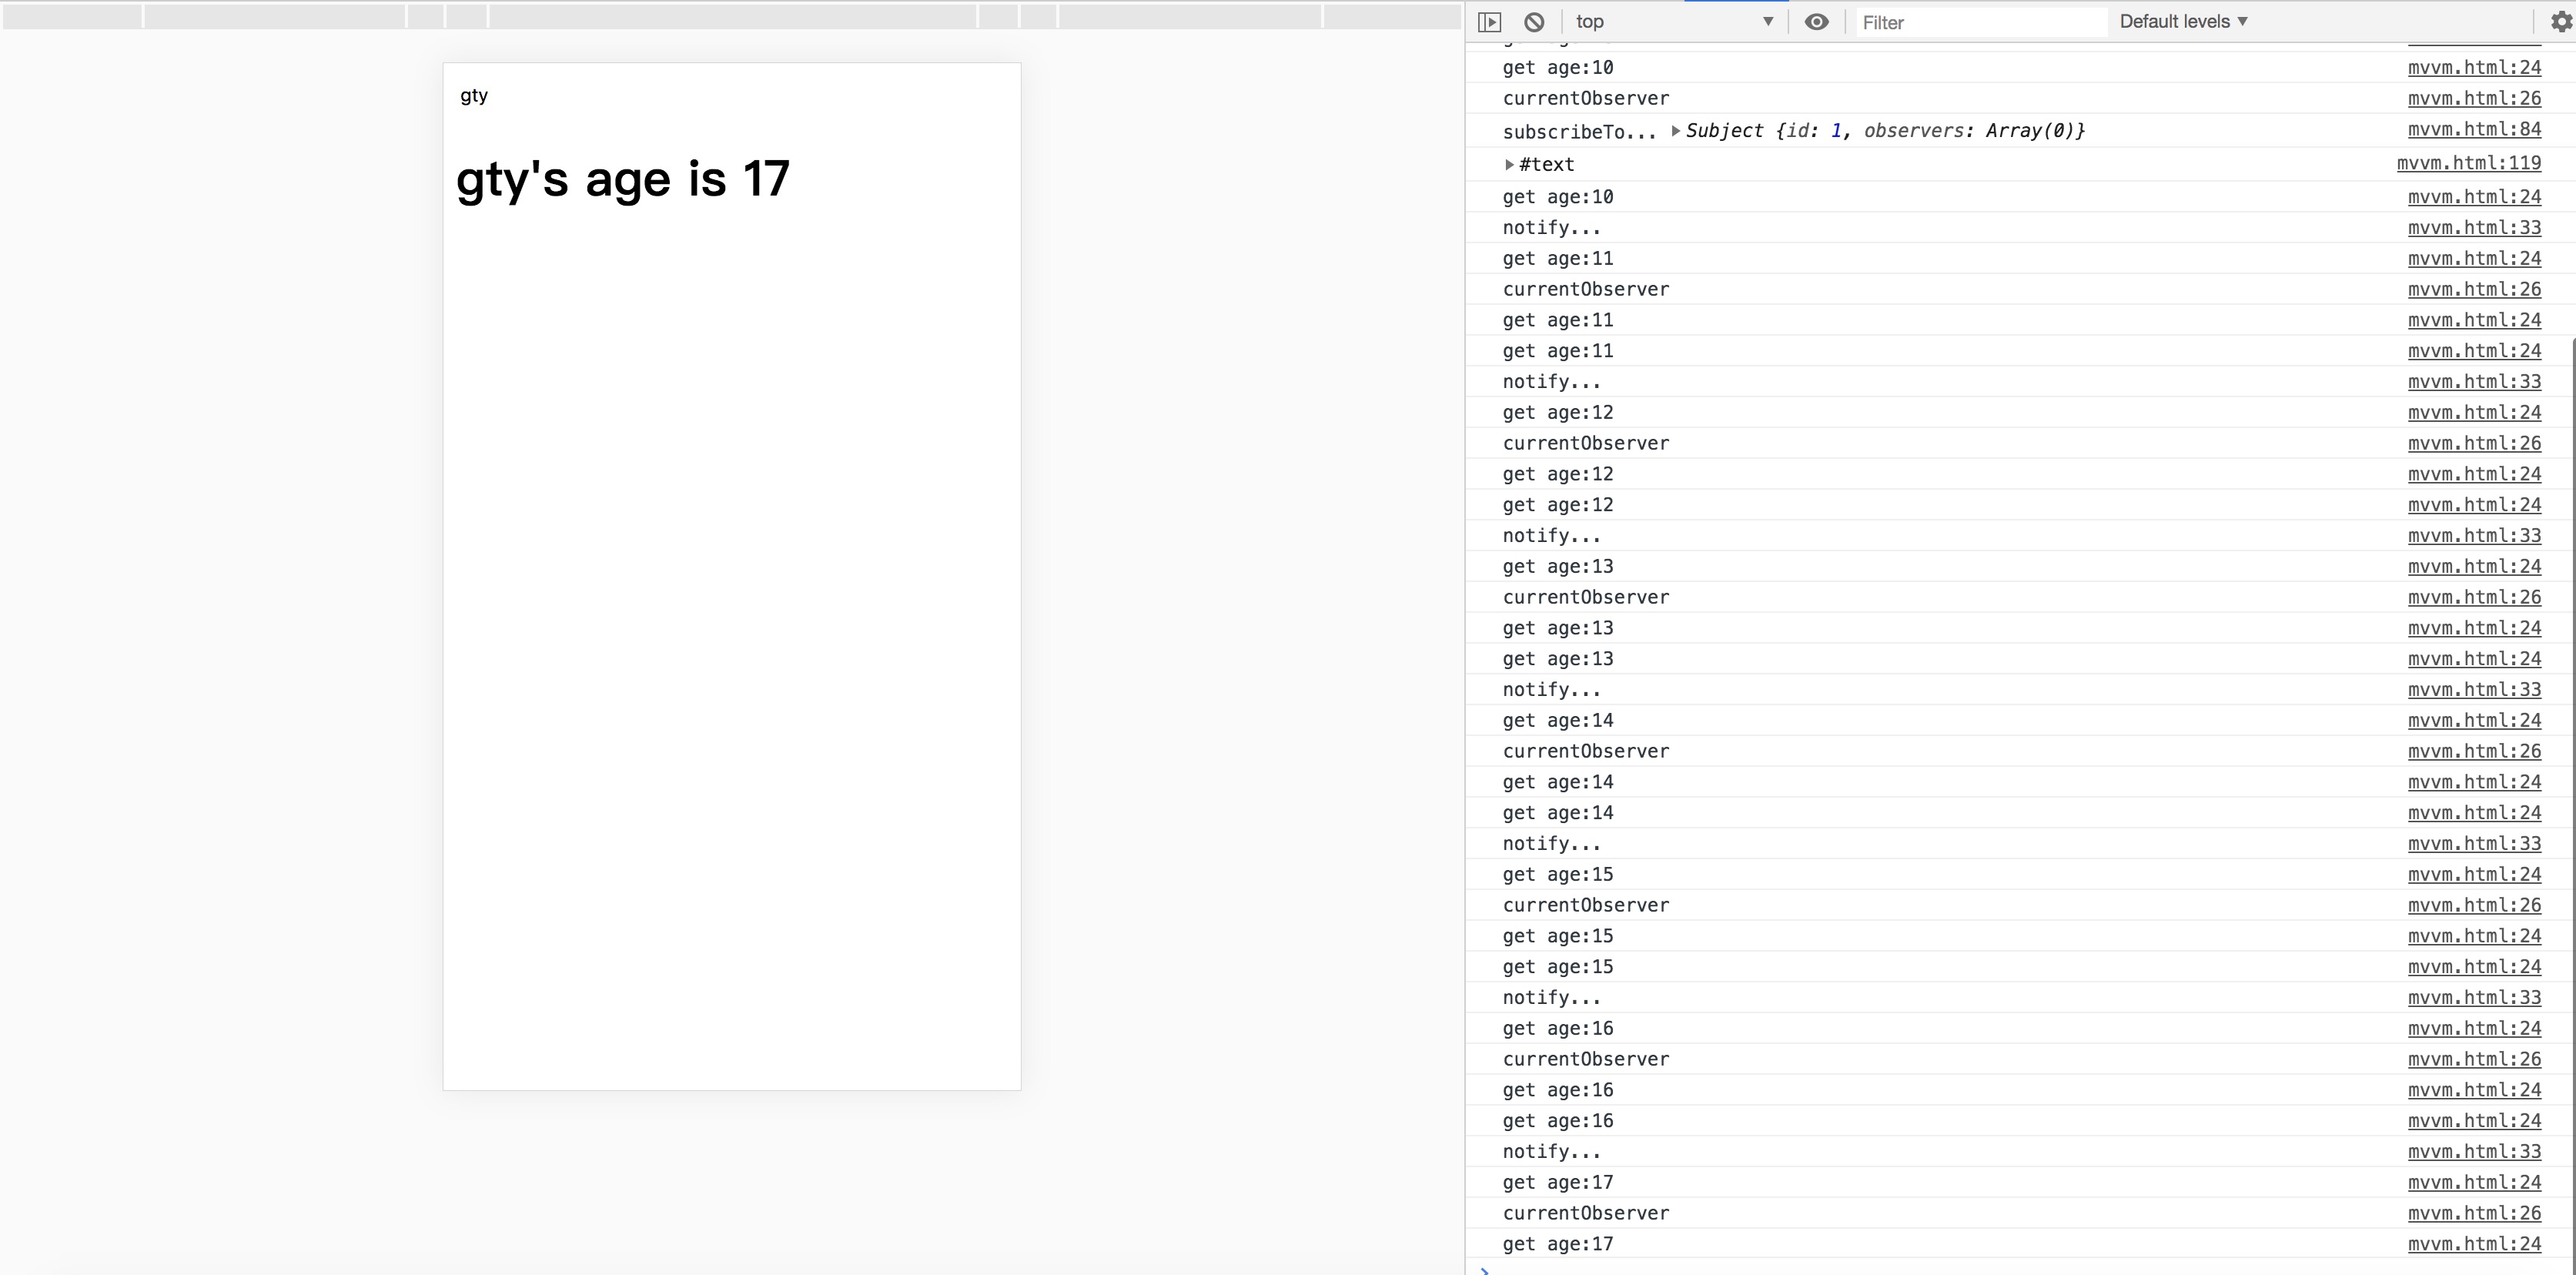 gty
gty's age is 17
top
Filter
Default levels
get age:10 mvvm.html:24
currentObserver mvvm.html:26
subscribeTo... Subject {id: 1, observers: Array(0)} mvvm.html:84
#text mvvm.html:119
get age:10 mvvm.html:24
notify... mvvm.html:33
get age:11 mvvm.html:24
currentObserver mvvm.html:26
get age:11 mvvm.html:24
get age:11 mvvm.html:24
notify... mvvm.html:33
get age:12 mvvm.html:24
currentObserver mvvm.html:26
get age:12 mvvm.html:24
get age:12 mvvm.html:24
notify... mvvm.html:33
get age:13 mvvm.html:24
currentObserver mvvm.html:26
get age:13 mvvm.html:24
get age:13 mvvm.html:24
notify... mvvm.html:33
get age:14 mvvm.html:24
currentObserver mvvm.html:26
get age:14 mvvm.html:24
get age:14 mvvm.html:24
notify... mvvm.html:33
get age:15 mvvm.html:24
currentObserver mvvm.html:26
get age:15 mvvm.html:24
get age:15 mvvm.html:24
notify... mvvm.html:33
get age:16 mvvm.html:24
currentObserver mvvm.html:26
get age:16 mvvm.html:24
get age:16 mvvm.html:24
notify... mvvm.html:33
get age:17 mvvm.html:24
currentObserver mvvm.html:26
get age:17 mvvm.html:24